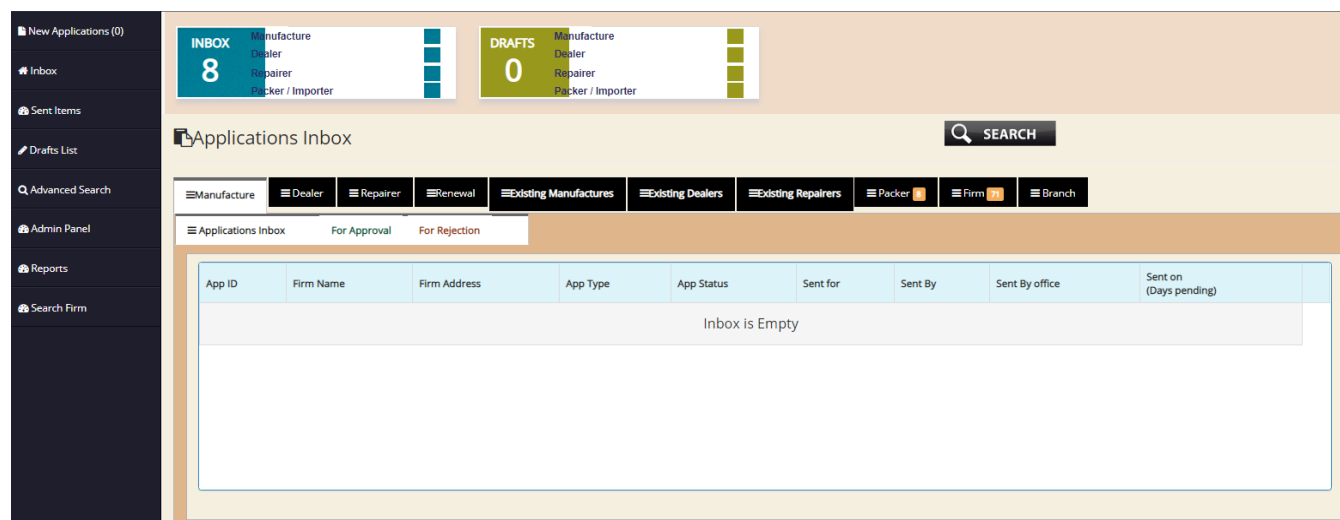 New Applications (0)
Inbox
Sent Items
Drafts List
Advanced Search
Admin Panel
Reports
Search Firm
INBOX
8
Manufacture
Dealer
Repairer
Packer / Importer
DRAFTS
0
Manufacture
Dealer
Repairer
Packer / Importer
Applications Inbox
SEARCH
Manufacture Dealer Repairer Renewal Existing Manufactures Existing Dealers Existing Repairers Packer Firm 71 Branch
Applications Inbox For Approval For Rejection
App ID Firm Name Firm Address App Type App Status Sent for Sent By Sent By office Sent on
(Days pending)
Inbox is Empty